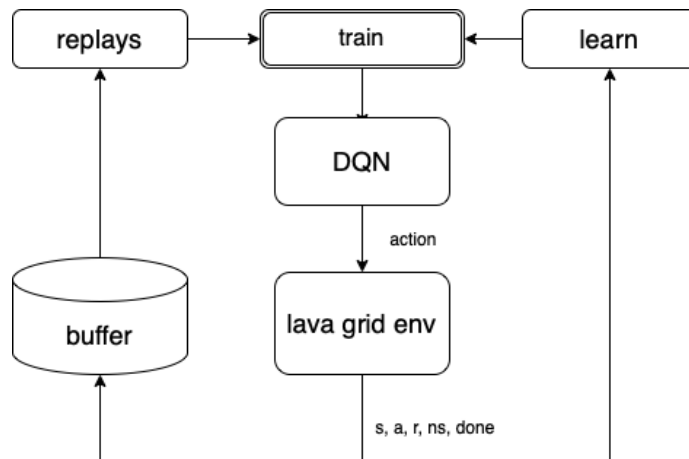 replays
train
learn
DQN
action
lava grid env
buffer
s, a, r, ns, done